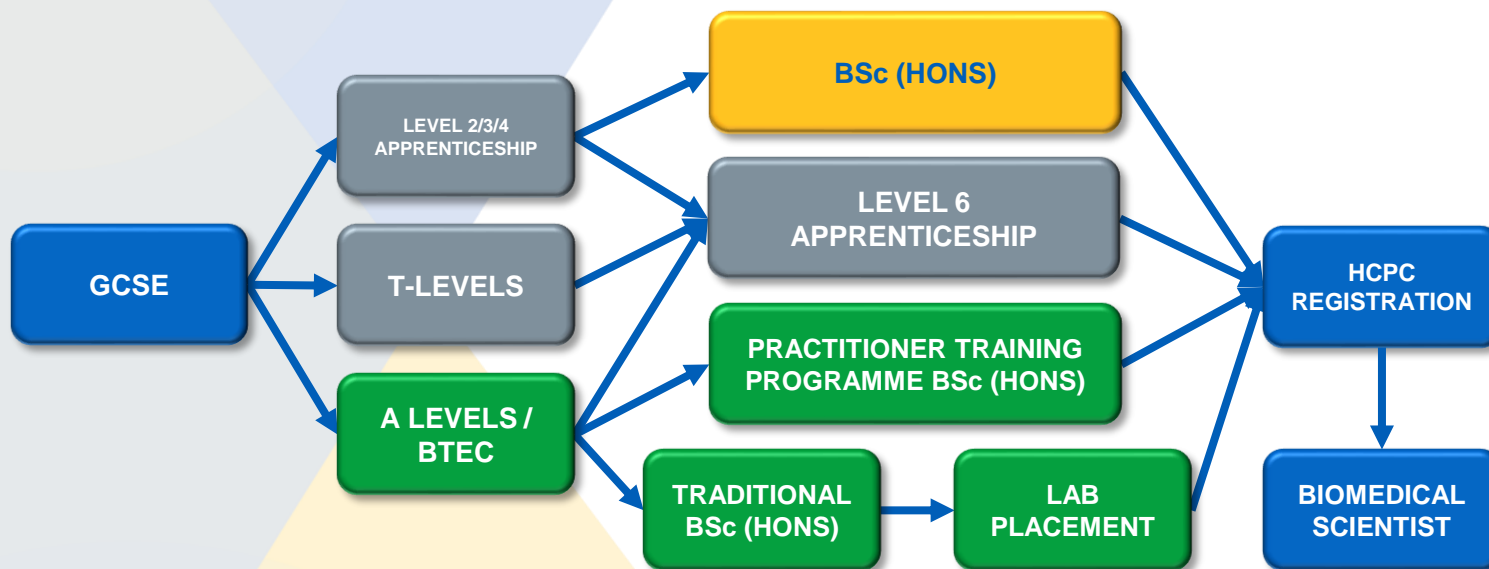 BSc (HONS)
LEVEL 2/3/4
APPRENTICESHIP
LEVEL 6
APPRENTICESHIP
GCSE
T-LEVELS
HCPC
REGISTRATION
PRACTITIONER TRAINING
PROGRAMME BSc (HONS)
A LEVELS /
BTEC
TRADITIONAL
BSc (HONS)
LAB
PLACEMENT
BIOMEDICAL
SCIENTIST